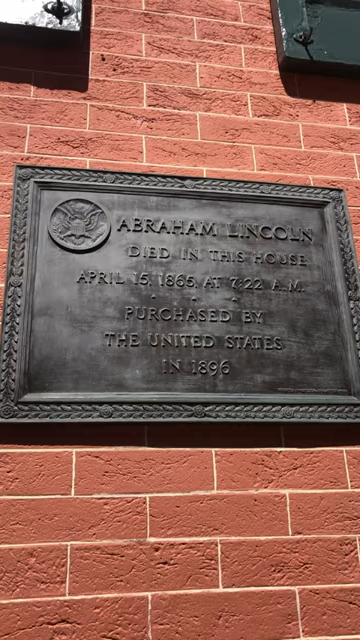 ABRAHAM LINCOLN
DIED IN THIS HOUSE
APRIL 15, 1865, AT 7:22 A.M.
PURCHASED BY
THE UNITED STATES
IN 1896